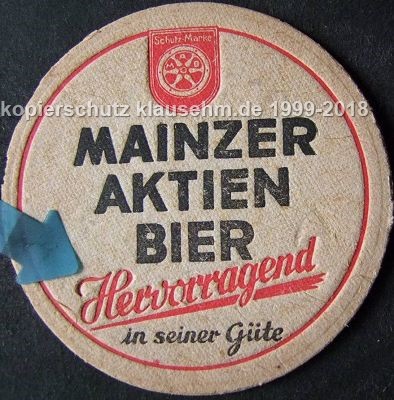 Schutz-Marke
M A B
kopierschutz klausehm.de 1999-2018
MAINZER
AKTIEN
BIER
Hervorragend
in seiner Güte